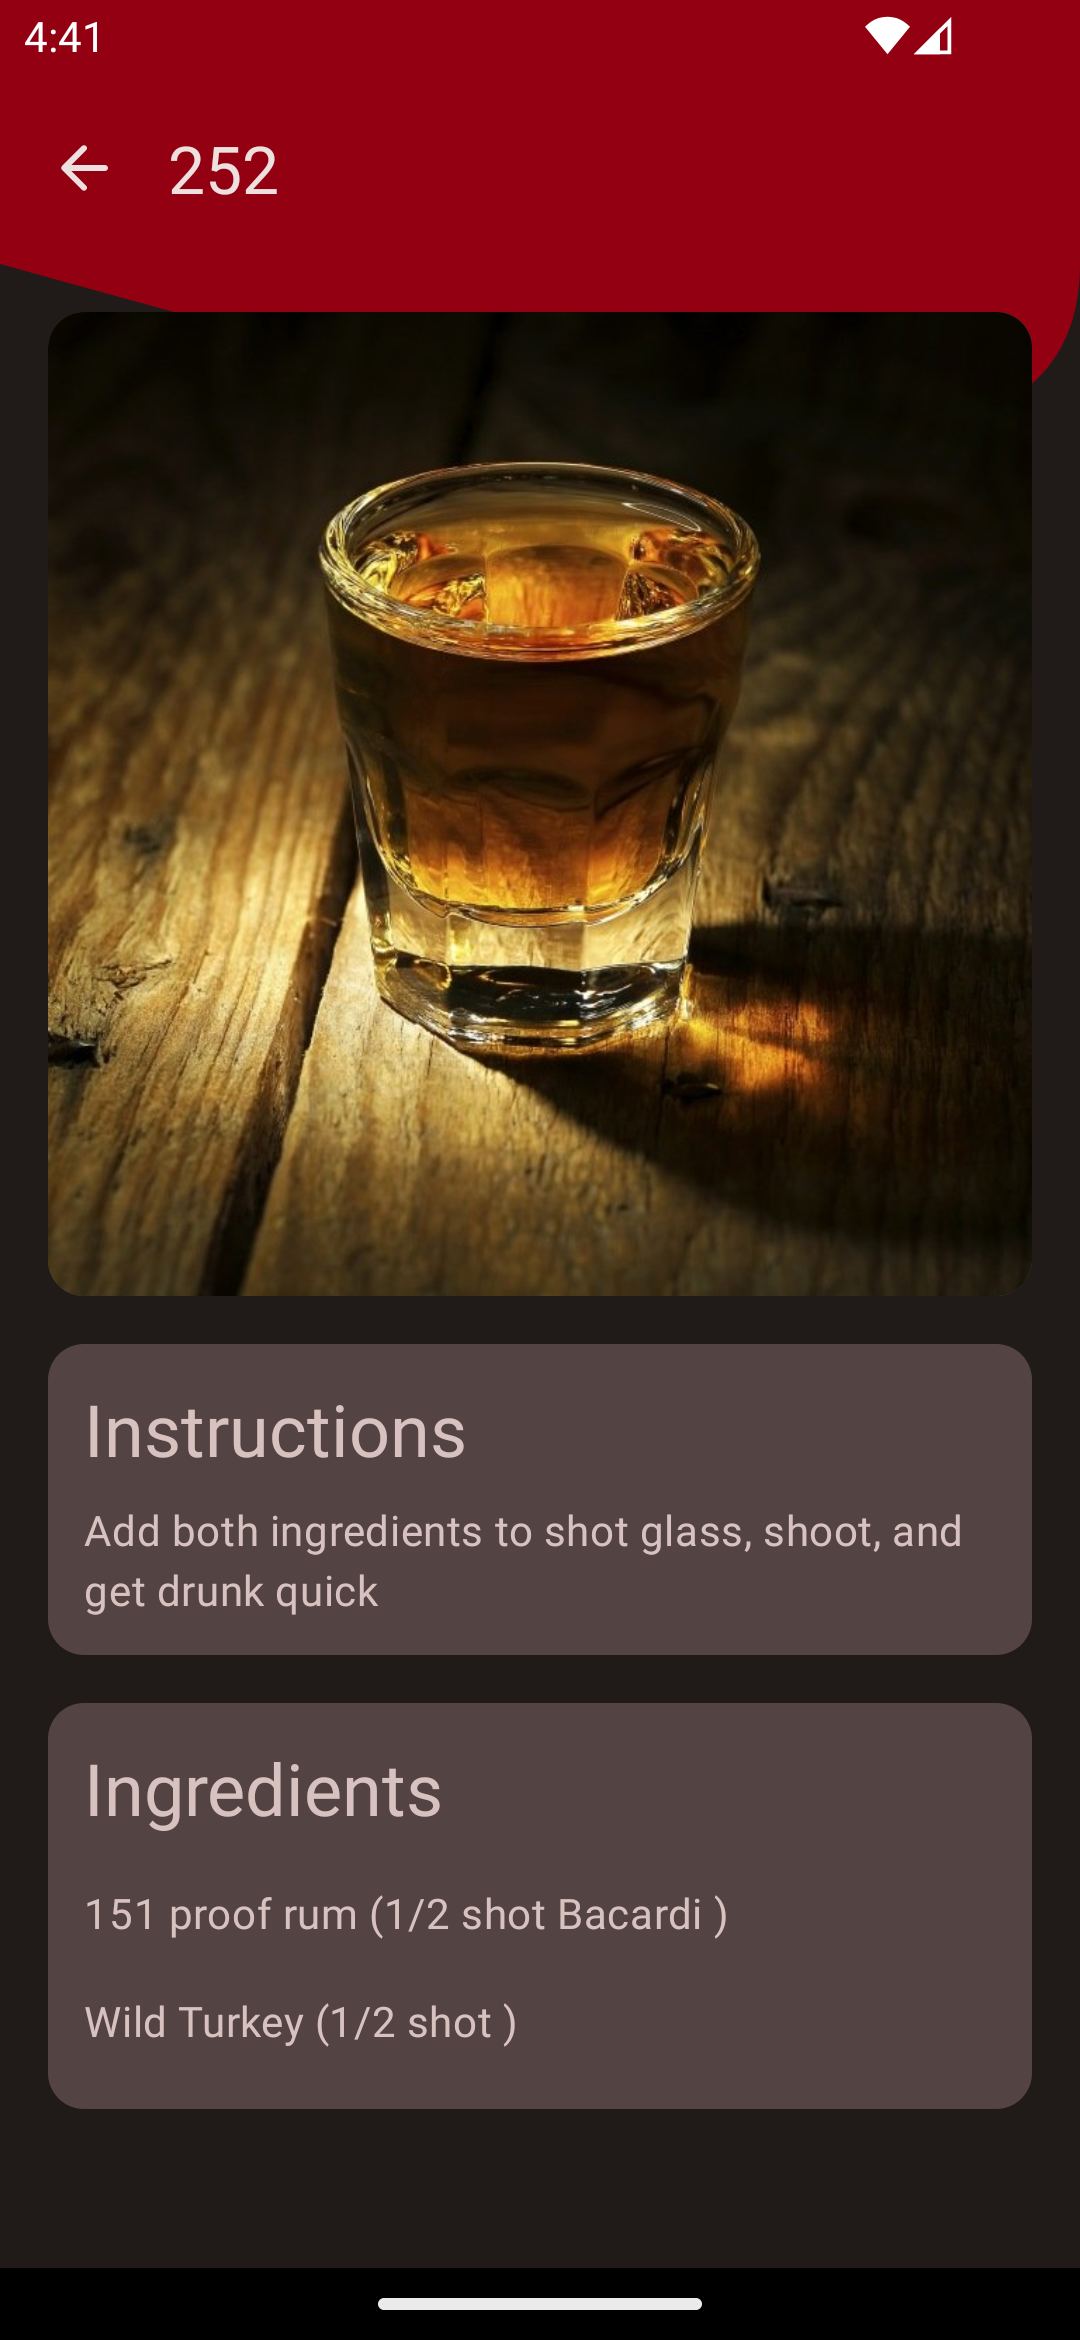 4:41
252
Instructions
Add both ingredients to shot glass, shoot, and
get drunk quick
Ingredients
151 proof rum (1/2 shot Bacardi )
Wild Turkey (1/2 shot )